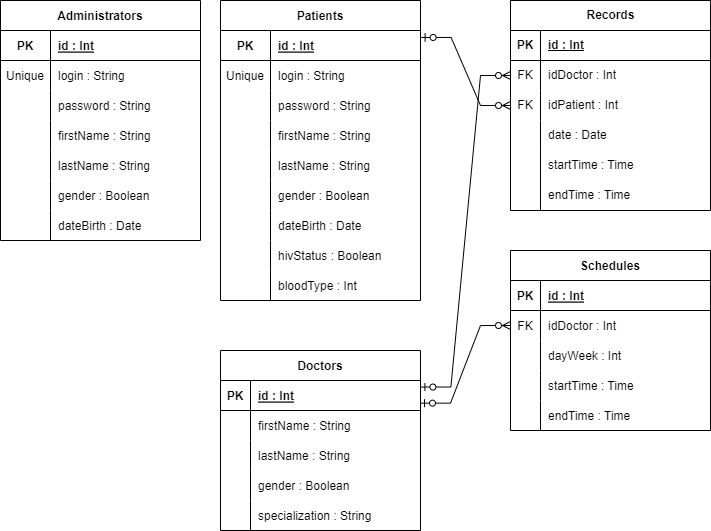 Administrators
PK id : Int
Unique login : String
password : String
firstName : String
lastName : String
gender : Boolean
dateBirth : Date
Patients
PK id : Int
Unique login : String
password : String
firstName : String
lastName : String
gender : Boolean
dateBirth : Date
hivStatus : Boolean
bloodType : Int
Records
PK id : Int
FK idDoctor : Int
FK idPatient : Int
date : Date
startTime : Time
endTime : Time
Doctors
PK id : Int
firstName : String
lastName : String
gender : Boolean
specialization : String
Schedules
PK id : Int
FK idDoctor : Int
dayWeek : Int
startTime : Time
endTime : Time